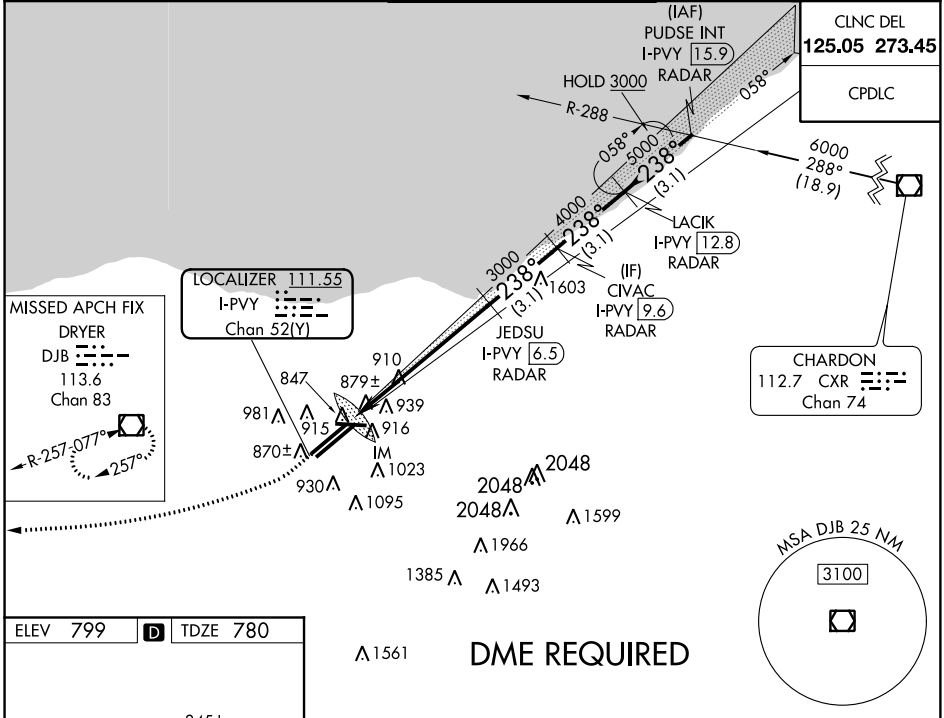 CLNC DEL
125.05 273.45
CPDLC
(IAF)
PUDSE INT
I-PVY 15.9
RADAR
HOLD 3000
R-288
058°
058°
6000
288°
(18.9)
5000
238°
(3.1)
4000
238°
(3.1)
3000
238°
(3.1)
LACIK
I-PVY 12.8
RADAR
(IF)
CIVAC
I-PVY 9.6
RADAR
1603
JEDSU
I-PVY 6.5
RADAR
LOCALIZER 111.55
I-PVY
Chan 52(Y)
MISSED APCH FIX
DRYER
DJB
113.6
Chan 83
R-257
077°
257°
CHARDON
112.7 CXR
Chan 74
910
847
879±
939
981
915
916
870±
IM
1023
930
1095
2048
2048
2048
1599
1966
1385
1493
1561
MSA DJB 25 NM
3100
ELEV 799 D TDZE 780
DME REQUIRED